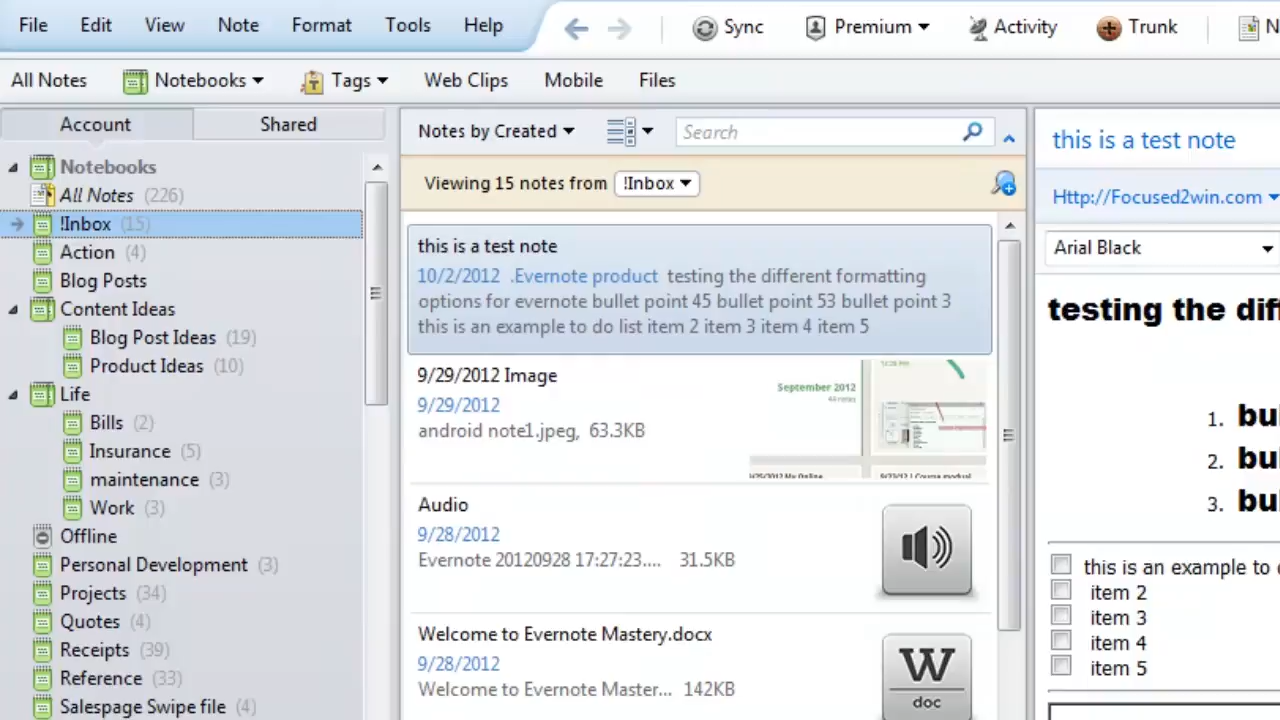 File Edit View Note Format Tools Help
Sync Premium Activity Trunk
All Notes Notebooks Tags Web Clips Mobile Files
Account Shared
Notebooks
All Notes (226)
!Inbox (15)
Action (4)
Blog Posts
Content Ideas
Blog Post Ideas (19)
Product Ideas (10)
Life
Bills (2)
Insurance (5)
maintenance (3)
Work (3)
Offline
Personal Development (3)
Projects (34)
Quotes (4)
Receipts (39)
Reference (33)
Salespage Swipe file (4)
Notes by Created
Search
Viewing 15 notes from !Inbox
this is a test note
10/2/2012 .Evernote product testing the different formatting
options for evernote bullet point 45 bullet point 53 bullet point 3
this is an example to do list item 2 item 3 item 4 item 5
9/29/2012 Image
9/29/2012
android note1.jpeg, 63.3KB
September 2012
44 notes
Audio
9/28/2012
Evernote 20120928 17:27:23.... 31.5KB
Welcome to Evernote Mastery.docx
9/28/2012
Welcome to Evernote Master... 142KB
W
doc
this is a test note
Http://Focused2win.com
Arial Black
testing the dif
1. bu
2. bu
3. bu
this is an example to
item 2
item 3
item 4
item 5